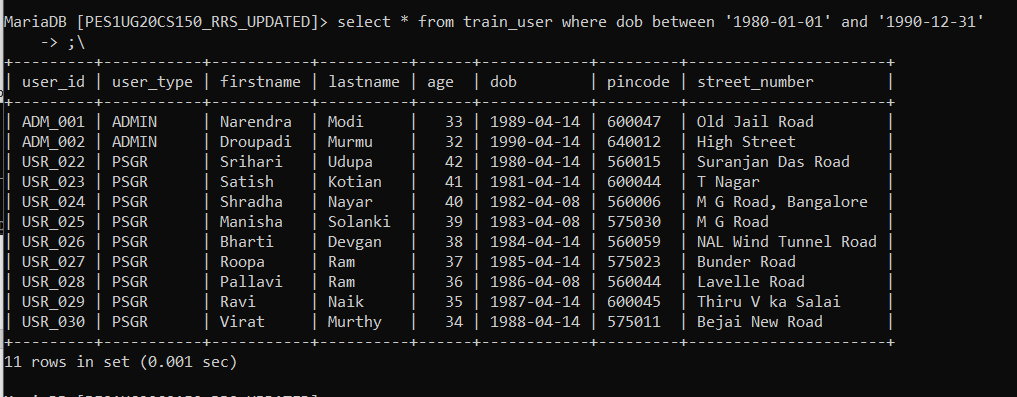 MariaDB [PES1UG20CS150_RRS_UPDATED]> select * from train_user where dob between '1980-01-01' and '1990-12-31'
    -> ;\
+---------+-----------+-----------+----------+------+------------+---------+-----------------------+
| user_id | user_type | firstname | lastname | age  | dob        | pincode | street_number         |
+---------+-----------+-----------+----------+------+------------+---------+-----------------------+
| ADM_001 | ADMIN     | Narendra  | Modi     |   33 | 1989-04-14 | 600047  | Old Jail Road         |
| ADM_002 | ADMIN     | Droupadi  | Murmu    |   32 | 1990-04-14 | 640012  | High Street           |
| USR_022 | PSGR      | Srihari   | Udupa    |   42 | 1980-04-14 | 560015  | Suranjan Das Road     |
| USR_023 | PSGR      | Satish    | Kotian   |   41 | 1981-04-14 | 600044  | T Nagar               |
| USR_024 | PSGR      | Shradha   | Nayar    |   40 | 1982-04-08 | 560006  | M G Road, Bangalore   |
| USR_025 | PSGR      | Manisha   | Solanki  |   39 | 1983-04-08 | 575030  | M G Road              |
| USR_026 | PSGR      | Bharti    | Devgan   |   38 | 1984-04-14 | 560059  | NAL Wind Tunnel Road  |
| USR_027 | PSGR      | Roopa     | Ram      |   37 | 1985-04-14 | 575023  | Bunder Road           |
| USR_028 | PSGR      | Pallavi   | Ram      |   36 | 1986-04-08 | 560044  | Lavelle Road          |
| USR_029 | PSGR      | Ravi      | Naik     |   35 | 1987-04-14 | 600045  | Thiru V ka Salai      |
| USR_030 | PSGR      | Virat     | Murthy   |   34 | 1988-04-14 | 575011  | Bejai New Road        |
+---------+-----------+-----------+----------+------+------------+---------+-----------------------+
11 rows in set (0.001 sec)